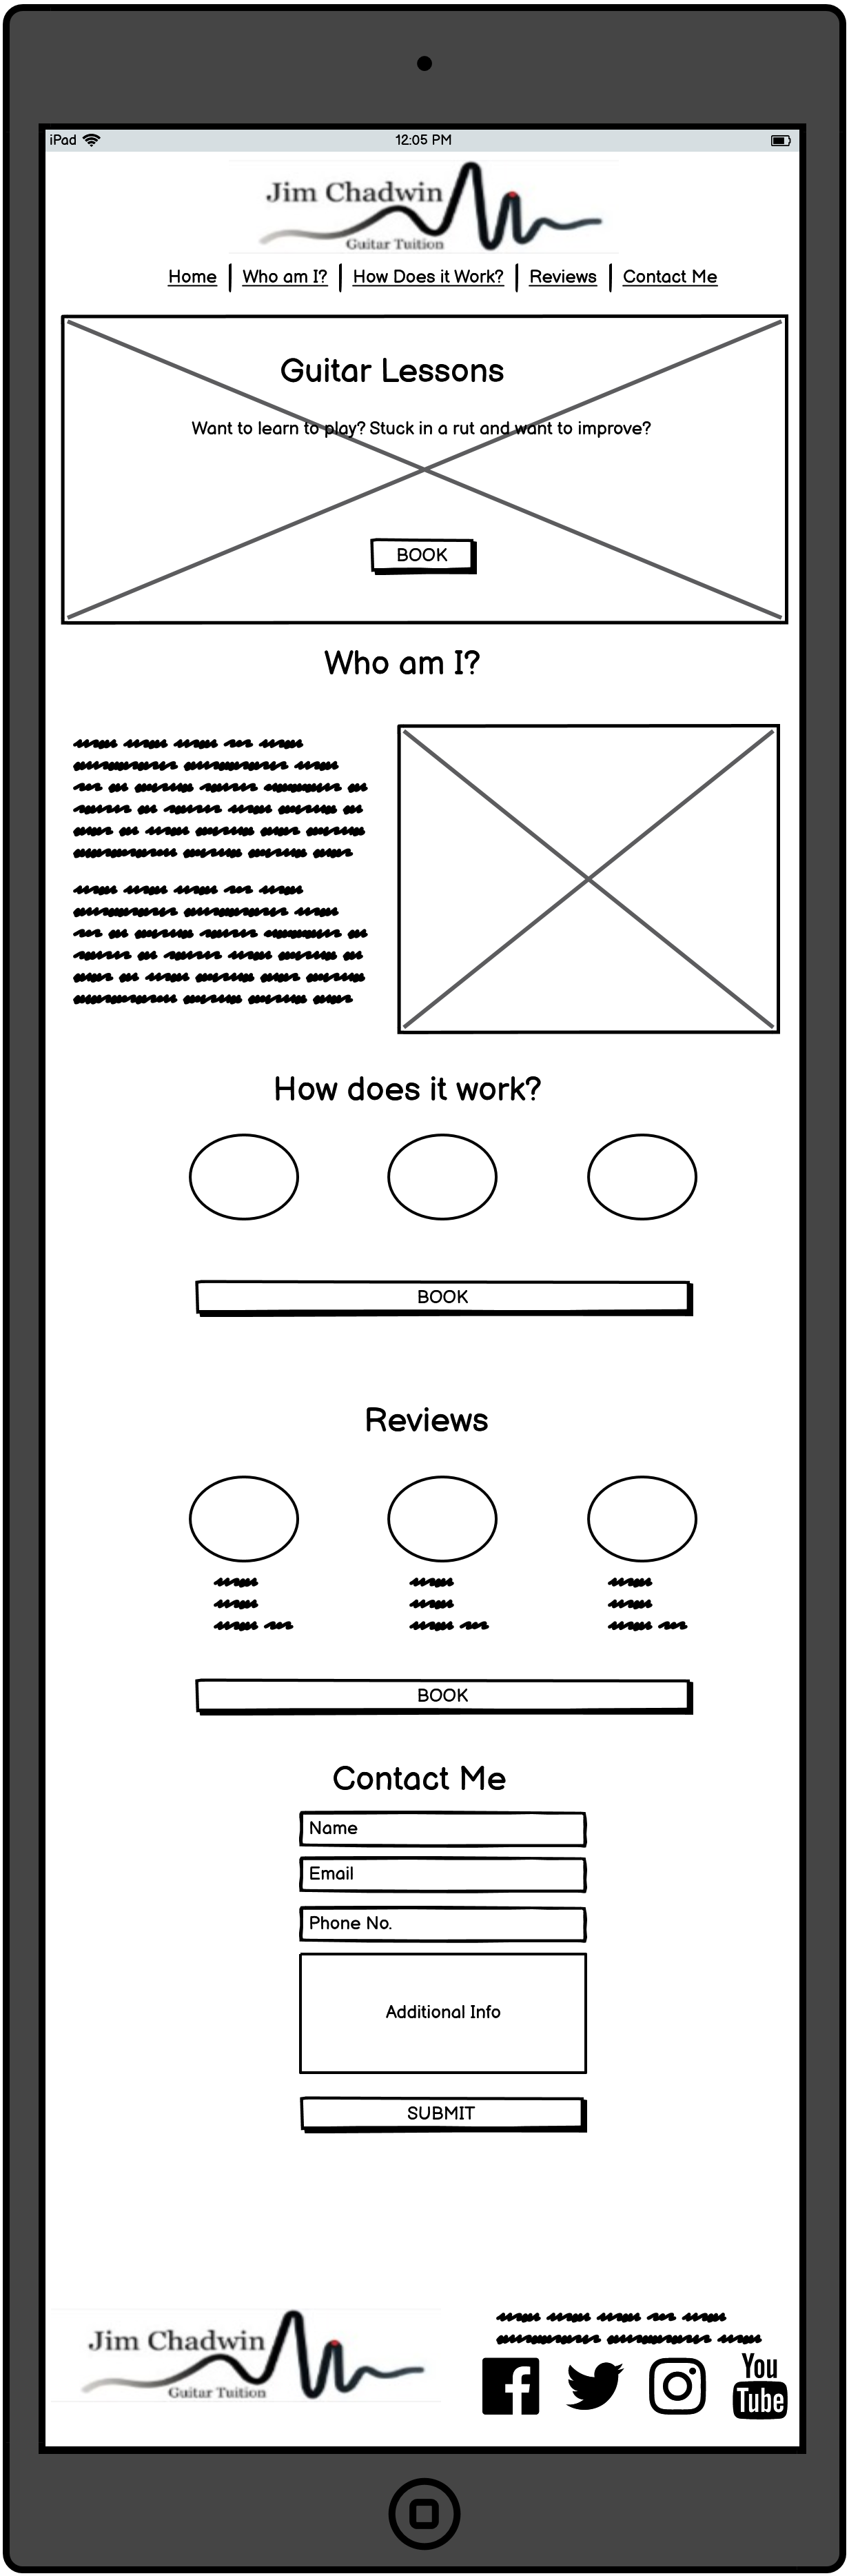 iPad 12:05 PM
Jim Chadwin
Guitar Tuition
Home Who am I? How Does it Work? Reviews Contact Me
Guitar Lessons
Want to learn to play? Stuck in a rut and want to improve?
BOOK
Who am I?
How does it work?
BOOK
Reviews
BOOK
Contact Me
Name
Email
Phone No.
Additional Info
SUBMIT
Jim Chadwin
Guitar Tuition
You
Tube